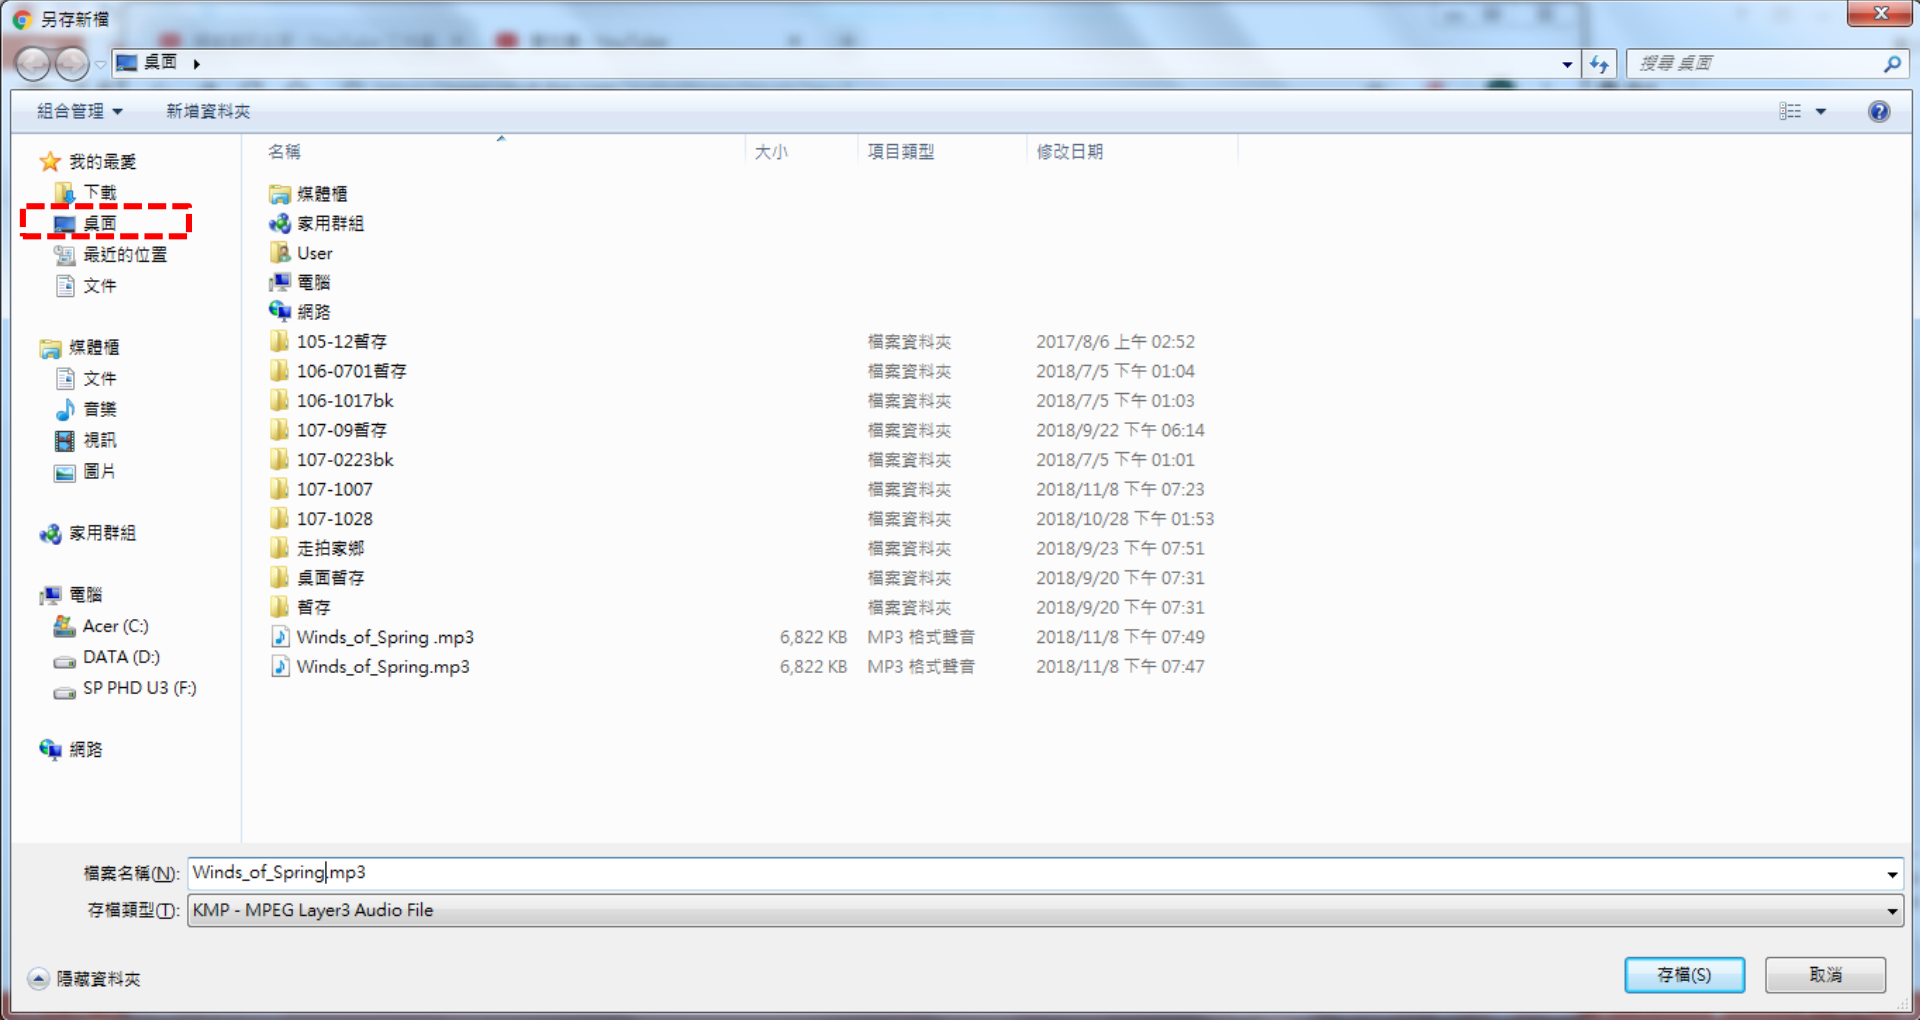 另存新檔
桌面
搜尋 桌面
組合管理 新增資料夾
名稱 大小 項目類型 修改日期
我的最愛
下載
桌面
最近的位置
文件
媒體櫃
文件
音樂
視訊
圖片
家用群組
電腦
Acer (C:)
DATA (D:)
SP PHD U3 (F:)
網路
媒體櫃
家用群組
User
電腦
網路
105-12暫存 檔案資料夾 2017/8/6 上午 02:52
106-0701暫存 檔案資料夾 2018/7/5 下午 01:04
106-1017bk 檔案資料夾 2018/7/5 下午 01:03
107-09暫存 檔案資料夾 2018/9/22 下午 06:14
107-0223bk 檔案資料夾 2018/7/5 下午 01:01
107-1007 檔案資料夾 2018/11/8 下午 07:23
107-1028 檔案資料夾 2018/10/28 下午 01:53
走拍家鄉 檔案資料夾 2018/9/23 下午 07:51
桌面暫存 檔案資料夾 2018/9/20 下午 07:31
暫存 檔案資料夾 2018/9/20 下午 07:31
Winds_of_Spring .mp3 6,822 KB MP3 格式聲音 2018/11/8 下午 07:49
Winds_of_Spring.mp3 6,822 KB MP3 格式聲音 2018/11/8 下午 07:47
檔案名稱(N): Winds_of_Spring.mp3
存檔類型(T): KMP - MPEG Layer3 Audio File
隱藏資料夾
存檔(S) 取消